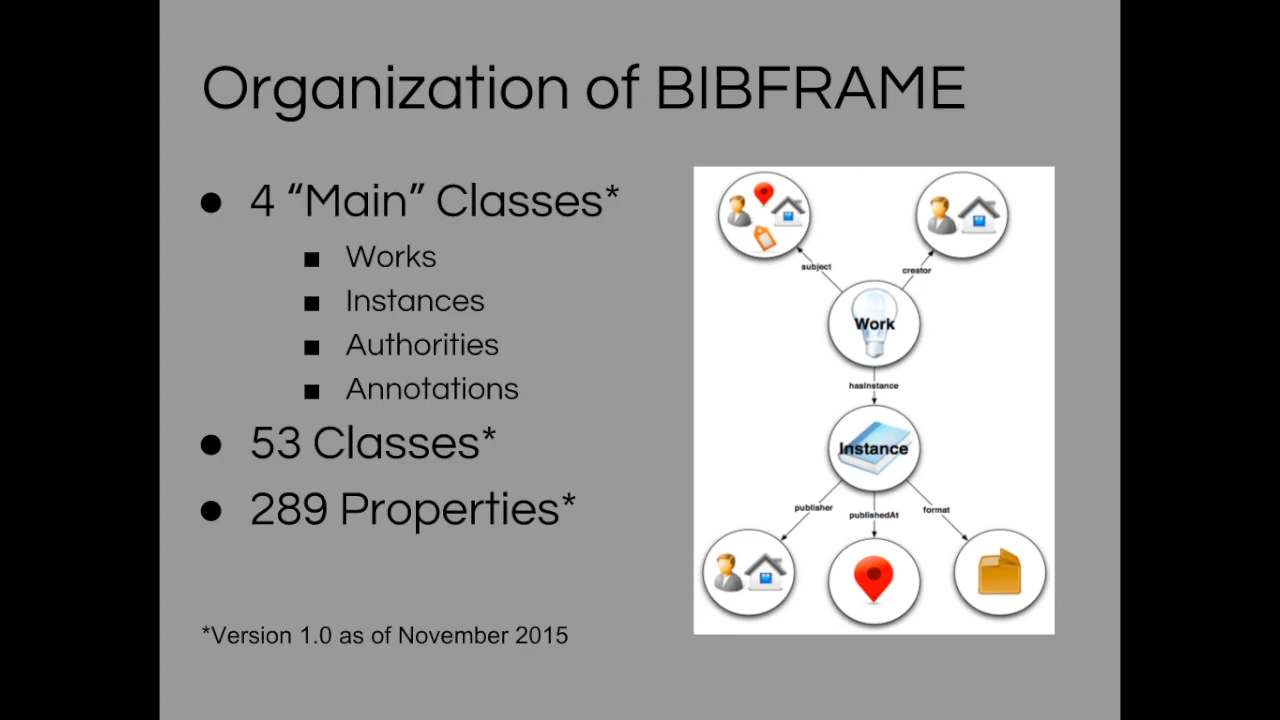 Organization of BIBFRAME
● 4 “Main” Classes*
■ Works
■ Instances
■ Authorities
■ Annotations
● 53 Classes*
● 289 Properties*
*Version 1.0 as of November 2015
subject
creator
Work
hasInstance
Instance
publisher
publishedAt
format